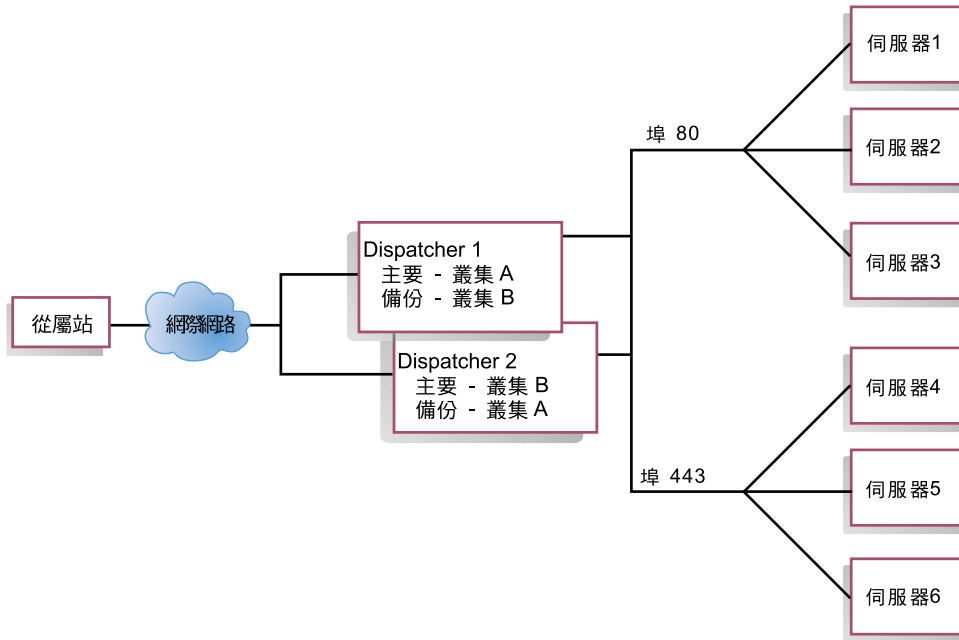 伺服器1
埠 80
伺服器2
Dispatcher 1
主要 - 叢集 A
備份 - 叢集 B
伺服器3
從屬站
網際網路
Dispatcher 2
主要 - 叢集 B
備份 - 叢集 A
伺服器4
埠 443
伺服器5
伺服器6